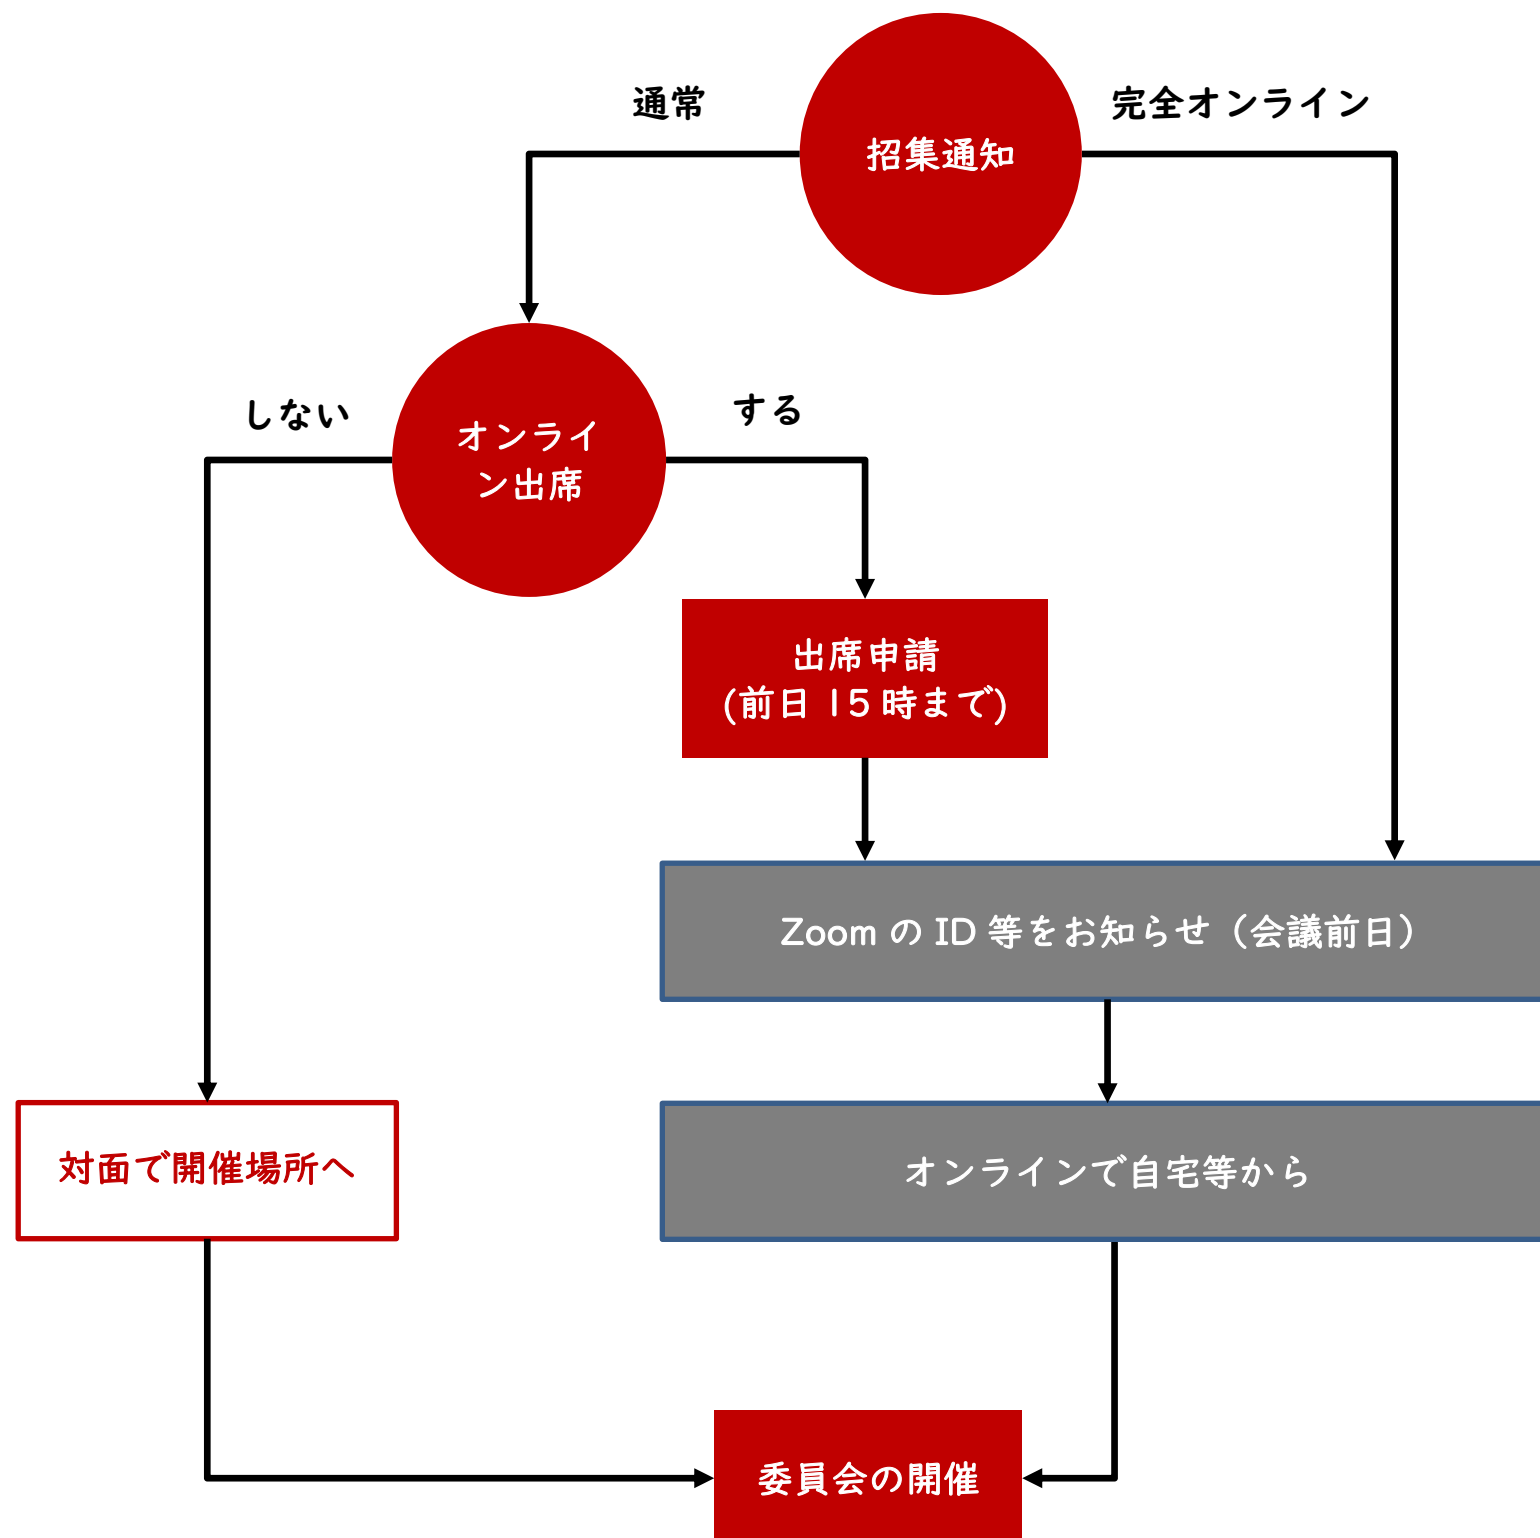 通常
完全オンライン
招集通知
しない
する
オンライ
ン出席
出席申請
(前日 15 時まで)
Zoom の ID 等をお知らせ（会議前日）
対面で開催場所へ
オンラインで自宅等から
委員会の開催